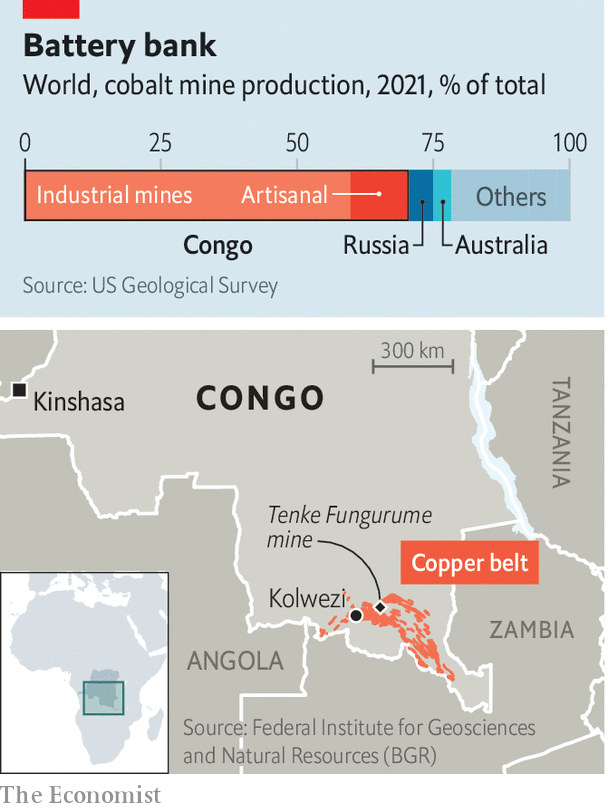 Battery bank
World, cobalt mine production, 2021, % of total
0 25 50 75 100
Industrial mines Artisanal Others
Congo Russia Australia
Source: US Geological Survey
300 km
Kinshasa
CONGO
TANZANIA
Tenke Fungurume
mine
Copper belt
Kolwezi
ZAMBIA
ANGOLA
Source: Federal Institute for Geosciences
and Natural Resources (BGR)
The Economist